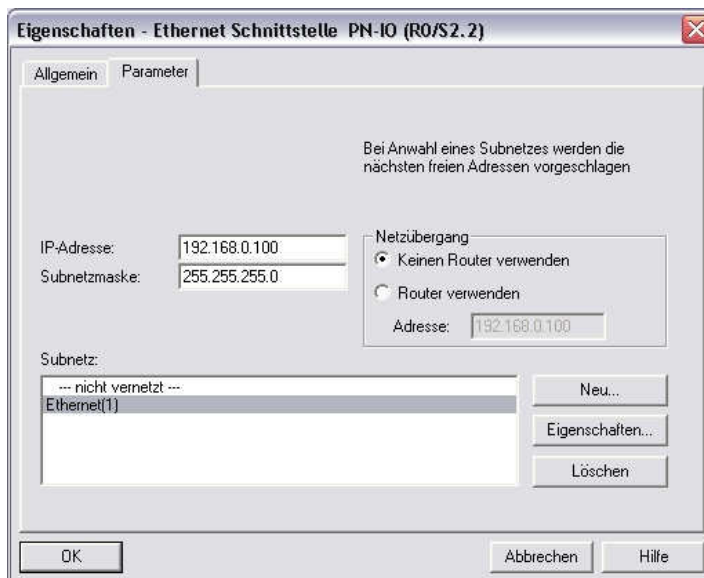 Eigenschaften - Ethernet Schnittstelle PN-IO (R0/S2.2)
Allgemein
Parameter
Bei Anwahl eines Subnetzes werden die
nächsten freien Adressen vorgeschlagen
IP-Adresse:
192.168.0.100
Subnetzmaske:
255.255.255.0
Netzübergang
Keinen Router verwenden
Router verwenden
Adresse:
192.168.0.100
Subnetz:
--- nicht vernetzt ---
Ethernet(1)
Neu...
Eigenschaften...
Löschen
OK
Abbrechen
Hilfe